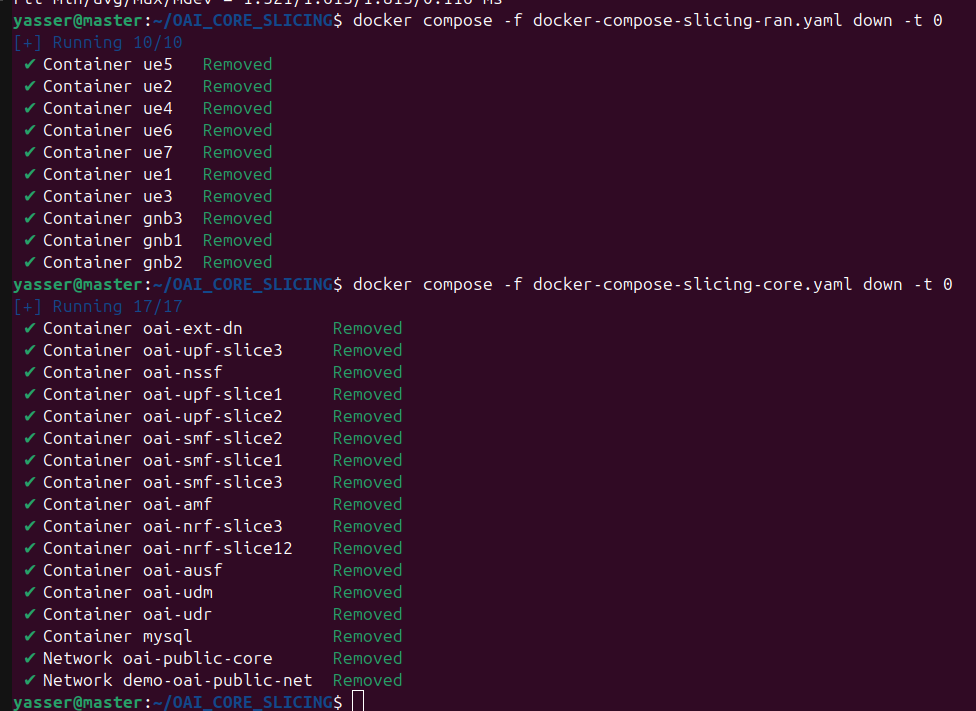 rtt min/avg/max/mdev = 1.521/1.615/1.815/0.116 ms
yasser@master:~/OAI_CORE_SLICING$ docker compose -f docker-compose-slicing-ran.yaml down -t 0
[+] Running 10/10
✔ Container ue5 Removed
✔ Container ue2 Removed
✔ Container ue4 Removed
✔ Container ue6 Removed
✔ Container ue7 Removed
✔ Container ue1 Removed
✔ Container ue3 Removed
✔ Container gnb3 Removed
✔ Container gnb1 Removed
✔ Container gnb2 Removed
yasser@master:~/OAI_CORE_SLICING$ docker compose -f docker-compose-slicing-core.yaml down -t 0
[+] Running 17/17
✔ Container oai-ext-dn Removed
✔ Container oai-upf-slice3 Removed
✔ Container oai-nssf Removed
✔ Container oai-upf-slice1 Removed
✔ Container oai-upf-slice2 Removed
✔ Container oai-smf-slice2 Removed
✔ Container oai-smf-slice1 Removed
✔ Container oai-smf-slice3 Removed
✔ Container oai-amf Removed
✔ Container oai-nrf-slice3 Removed
✔ Container oai-nrf-slice12 Removed
✔ Container oai-ausf Removed
✔ Container oai-udm Removed
✔ Container oai-udr Removed
✔ Container mysql Removed
✔ Network oai-public-core Removed
✔ Network demo-oai-public-net Removed
yasser@master:~/OAI_CORE_SLICING$